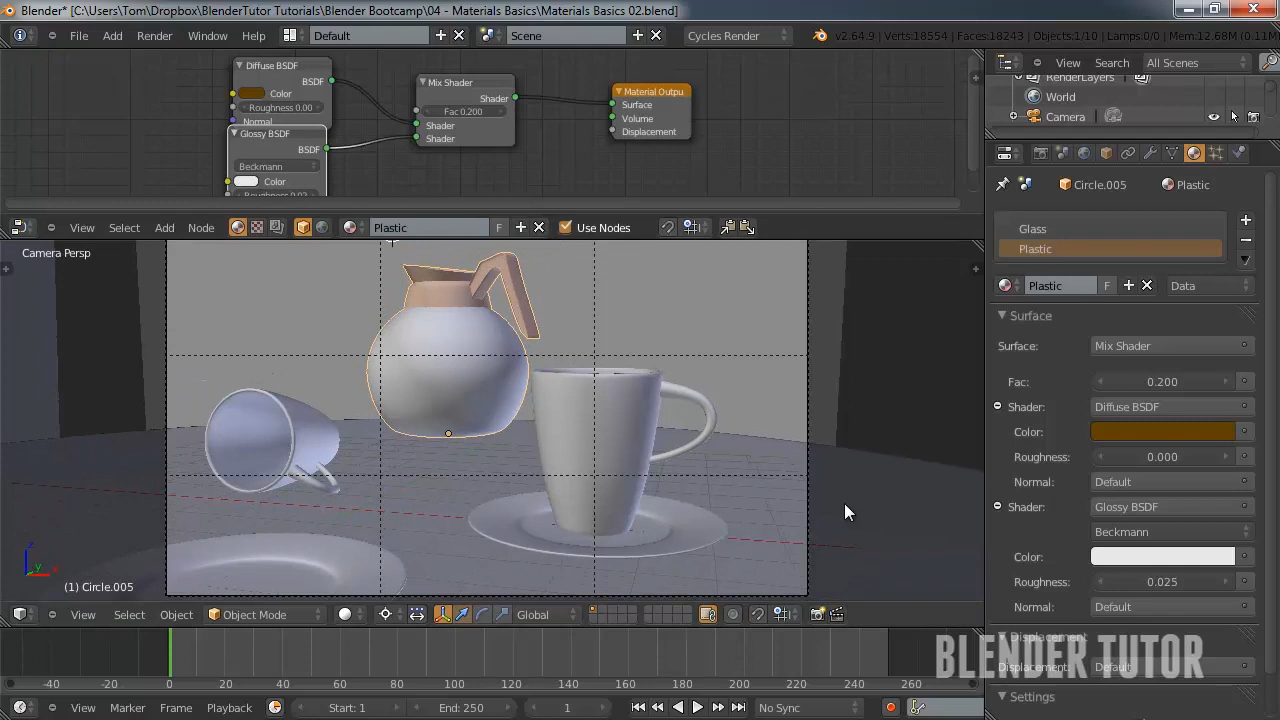 Blender* [C:\Users\Tom\Dropbox\BlenderTutor Tutorials\Blender Bootcamp\04 - Materials Basics\Materials Basics 02.blend]
File Add Render Window Help Default Scene Cycles Render v2.64.9 | Verts:18554 | Faces:18243 | Objects:1/10 | Lamps:0/0 | Mem:12.68M (0.11M
View Search All Scenes
RenderLayers
World
Camera
Diffuse BSDF
BSDF
Color
Roughness 0.00
Normal
Glossy BSDF
BSDF
Beckmann
Color
Roughness 0.02
Mix Shader
Shader
Fac 0.200
Shader
Shader
Material Outpu
Surface
Volume
Displacement
View Select Add Node Plastic F Use Nodes
Camera Persp
(1) Circle.005
View Select Object Object Mode Global
-40 -20 0 20 40 60 80 100 120 140 160 180 200 220 240 260
View Marker Frame Playback Start: 1 End: 250 1 No Sync
Circle.005 Plastic
Glass
Plastic
Plastic F Data
Surface
Surface: Mix Shader
Fac: 0.200
Shader: Diffuse BSDF
Color:
Roughness: 0.000
Normal: Default
Shader: Glossy BSDF
Beckmann
Color:
Roughness: 0.025
Normal: Default
Displacement
Displacement: Default
Settings
BLENDER TUTOR